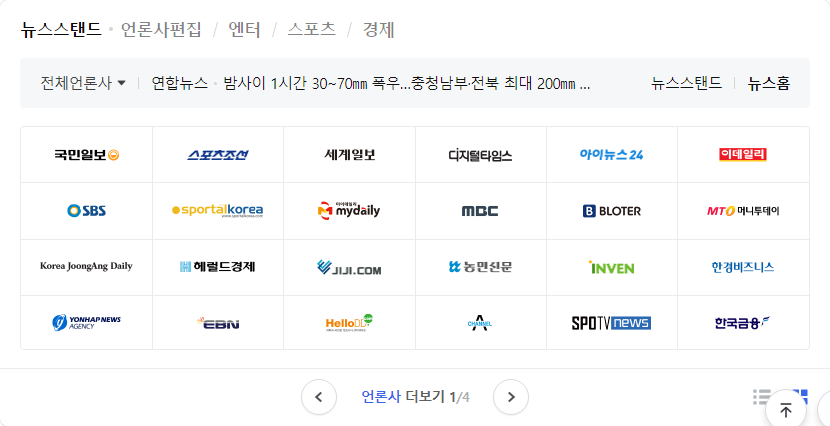 뉴스스탠드 · 언론사편집 / 엔터 / 스포츠 / 경제
전체언론사 연합뉴스 · 밤사이 1시간 30~70㎜ 폭우...충청남부·전북 최대 200㎜ ... 뉴스스탠드 뉴스홈
국민일보 스포츠조선 세계일보 디지털타임스 아이뉴스24 이데일리
SBS sportalkorea 마이데일리 mydaily MBC B BLOTER MTO 머니투데이
Korea JoongAng Daily 헤럴드경제 JIJI.COM 농민신문 INVEN 한경비즈니스
YONHAP NEWS AGENCY EBN HelloDD CHANNEL A SPOTV news 한국금융
언론사 더보기 1/4